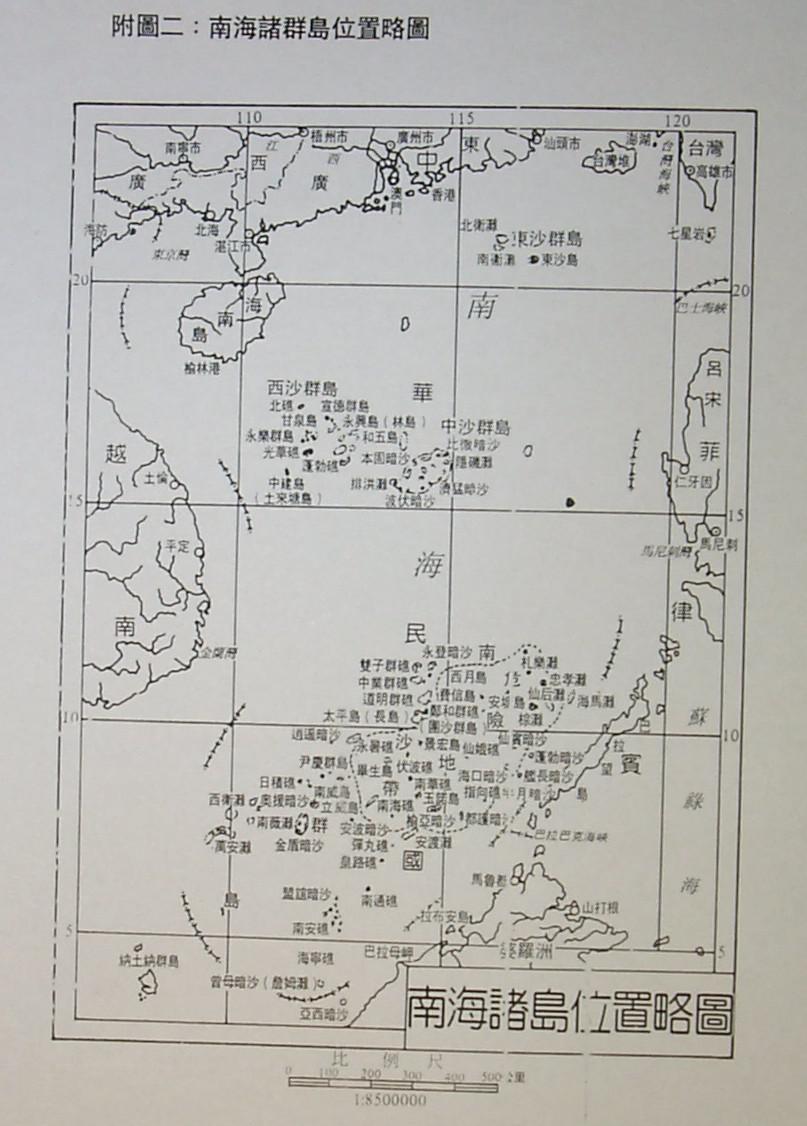 附圖二：南海諸群島位置略圖
110 115 120
南寧市
梧州市
廣州市
東
汕頭市
澎湖
台灣
台灣堆
台灣海峽
高雄市
江
西
西
中
廣
廣
澳門
香港
海防
北海
湛江市
東京灣
北衛灘
東沙群島
南衛灘
東沙島
七星岩
20
20
巴士海峽
海
南
島
榆林港
南
呂
宋
西沙群島
華
北礁
宣德群島
甘泉島
永興島（林島）
中沙群島
永樂群島
和五島
比微暗沙
光華礁
本固暗沙
隱磯灘
蓬勃礁
中建島
（土來塘島）
排洪灘
濟猛暗沙
波伏暗沙
越
土倫
菲
仁牙因
15
15
平定
馬尼剌
馬尼剌灣
海
南
律
民
金蘭灣
永登暗沙
南
札樂灘
雙子群礁
中業群礁
西月島
忠孝灘
道明群礁
費信島
仙后灘
海馬灘
太平島（長島）
鄭和群礁
（團沙群島）
險
棕灘
蘇
10
10
逍遙暗沙
永暑礁
沙
景宏島
仙娥礁
仙賓暗沙
巴
拉
望
賓
尹慶群島
畢生島
伏波礁
地
蓬勃暗沙
海口暗沙
艦長暗沙
日積礁
南威島
帶
南華礁
指向礁
月暗沙
島
西衛灘
奧援暗沙
立威島
南海礁
玉諾島
祿
南薇灘
群
安波暗沙
榆亞暗沙
都護暗沙
萬安灘
金盾暗沙
彈丸礁
安渡灘
巴拉巴克海峽
皇路礁
國
馬魯都
海
盟誼暗沙
南通礁
島
山打根
南安礁
拉布安島
5
5
納土納群島
海寧礁
巴拉母岬
婆羅洲
曾母暗沙（詹姆灘）
亞西暗沙
南海諸島位置略圖
比例尺
0 100 200 300 400 500公里
1:8500000